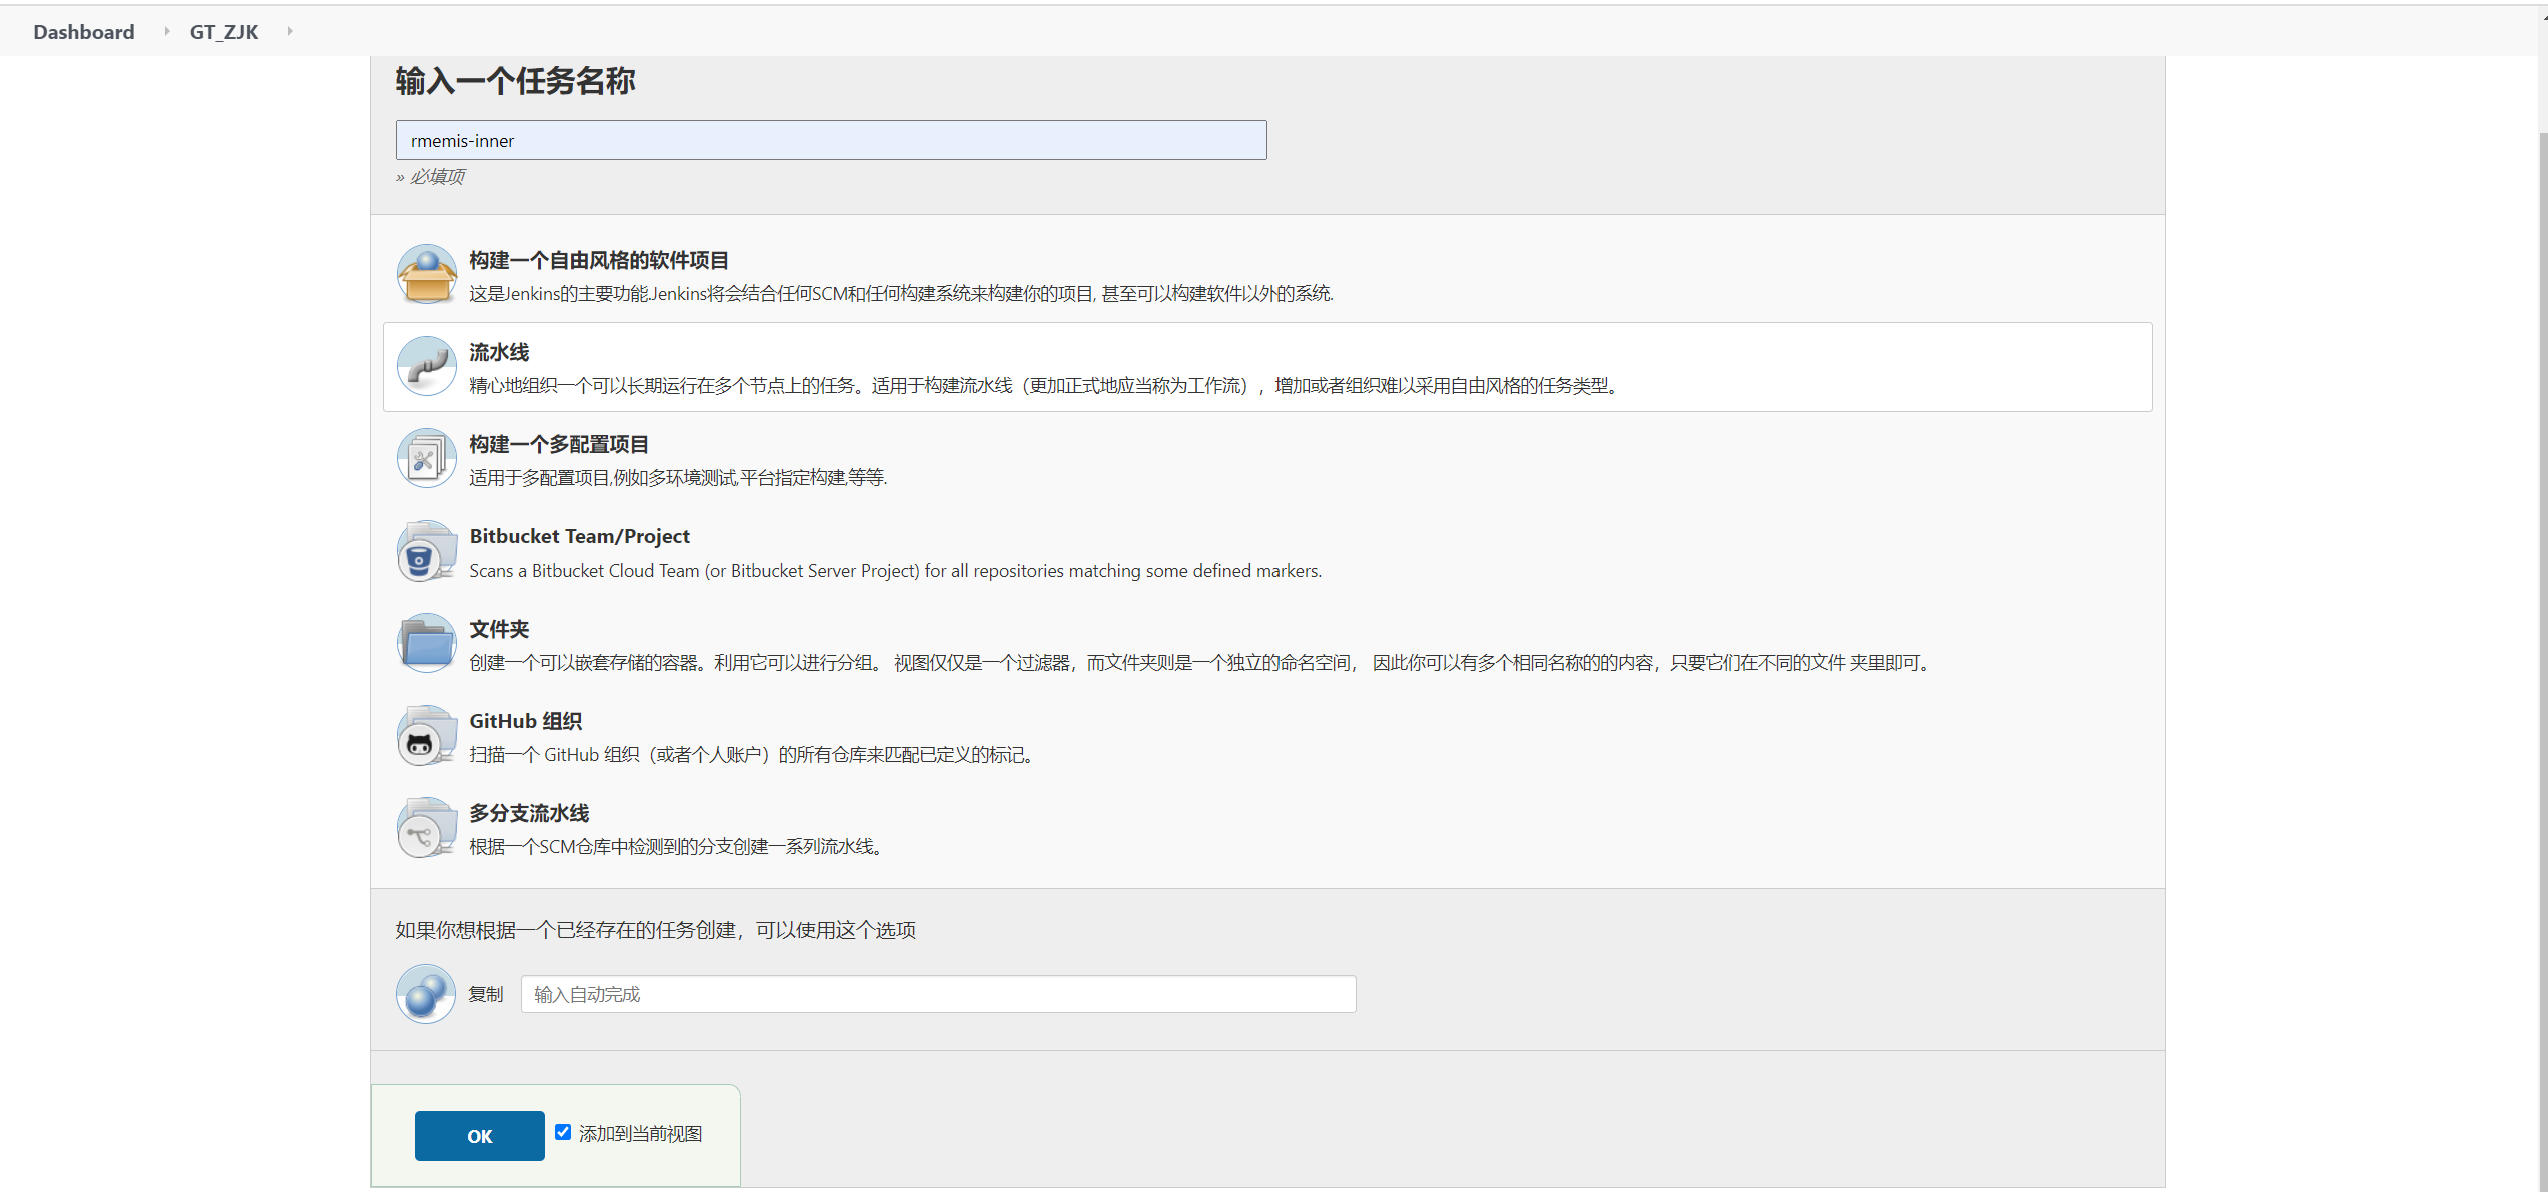 Dashboard GT_ZJK
输入一个任务名称
rmemis-inner
» 必填项
构建一个自由风格的软件项目
这是Jenkins的主要功能.Jenkins将会结合任何SCM和任何构建系统来构建你的项目, 甚至可以构建软件以外的系统.
流水线
精心地组织一个可以长期运行在多个节点上的任务。适用于构建流水线（更加正式地应当称为工作流），增加或者组织难以采用自由风格的任务类型。
构建一个多配置项目
适用于多配置项目,例如多环境测试,平台指定构建,等等.
Bitbucket Team/Project
Scans a Bitbucket Cloud Team (or Bitbucket Server Project) for all repositories matching some defined markers.
文件夹
创建一个可以嵌套存储的容器。利用它可以进行分组。 视图仅仅是一个过滤器，而文件夹则是一个独立的命名空间， 因此你可以有多个相同名称的的内容，只要它们在不同的文件 夹里即可。
GitHub 组织
扫描一个 GitHub 组织（或者个人账户）的所有仓库来匹配已定义的标记。
多分支流水线
根据一个SCM仓库中检测到的分支创建一系列流水线。
如果你想根据一个已经存在的任务创建，可以使用这个选项
复制 输入自动完成
OK 添加到当前视图